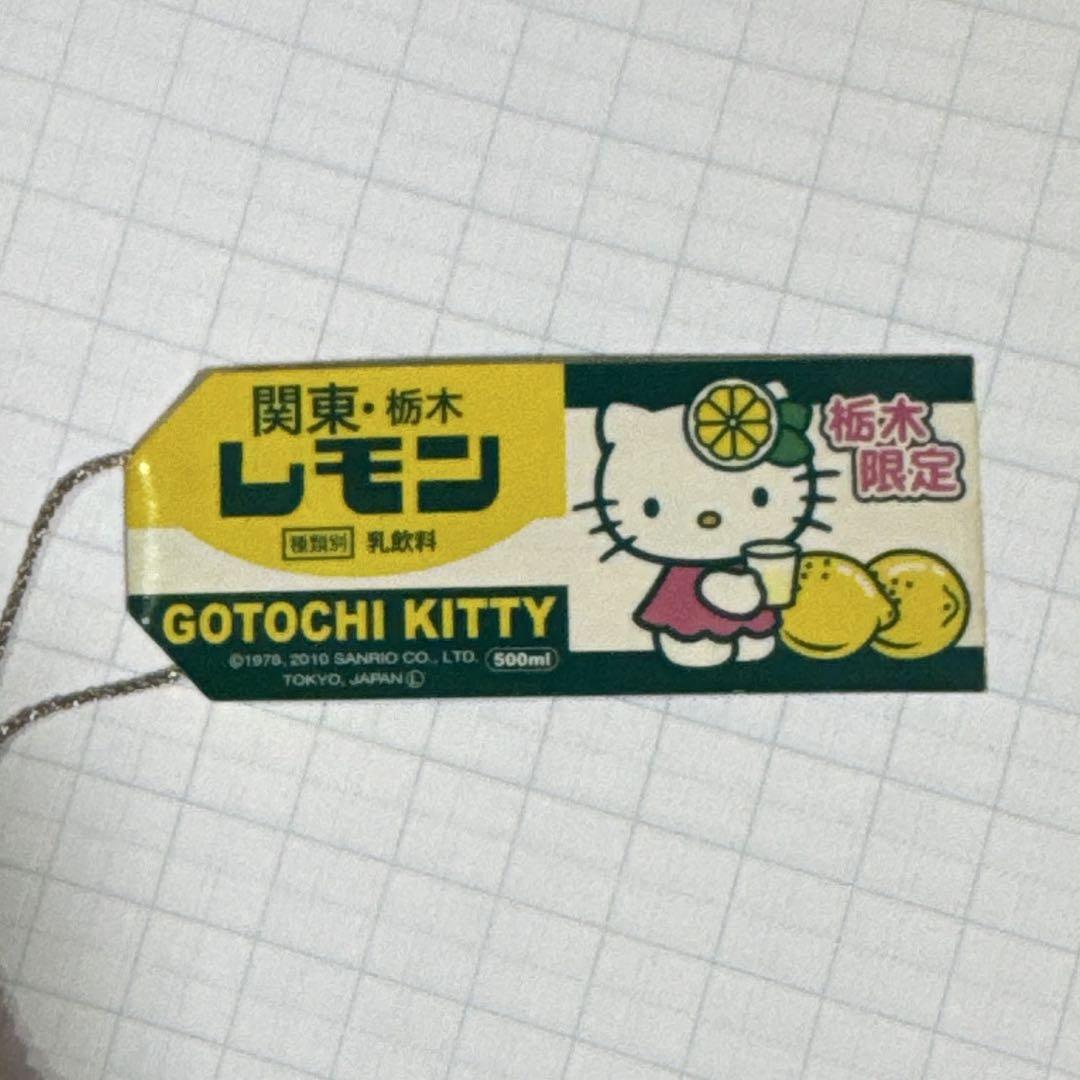 関東・栃木
レモン
種類別 乳飲料
GOTOCHI KITTY
©1976, 2010 SANRIO CO., LTD. 500ml
TOKYO, JAPAN Ⓛ
栃木
限定